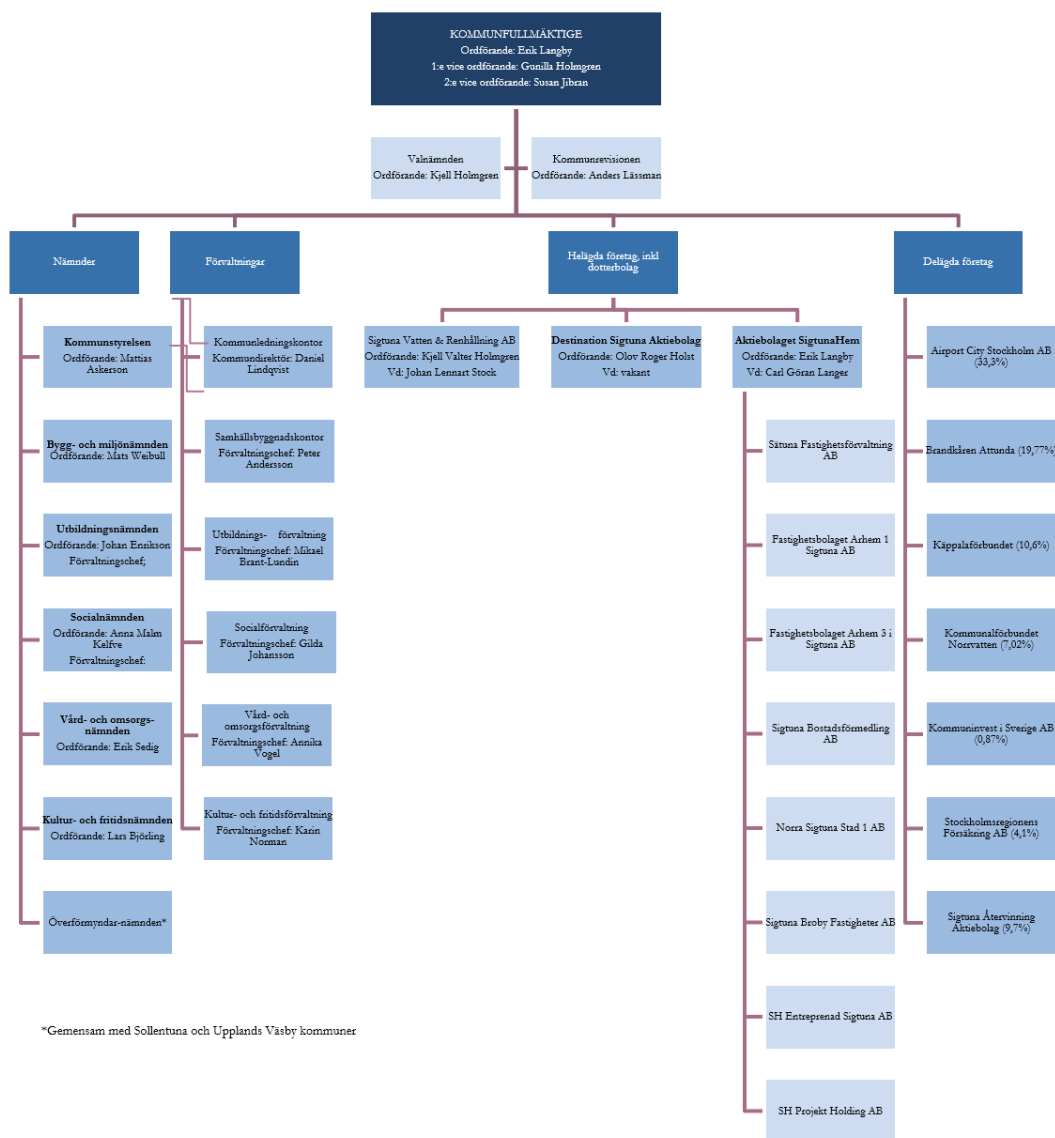 KOMMUNFULLMÄKTIGE
Ordförande: Erik Langby
1:e vice ordförande: Gunilla Holmgren
2:e vice ordförande: Susan Jibran
Valnämnden
Ordförande: Kjell Holmgren
Kommunrevisionen
Ordförande: Anders Lässman
Nämnder
Kommunstyrelsen
Ordförande: Mattias
Askerson
Bygg- och miljönämnden
Ordförande: Mats Weibull
Utbildningsnämnden
Ordförande: Johan Enrikson
Förvaltningschef;
Socialnämnden
Ordförande: Anna Malm
Kelfve
Förvaltningschef:
Vård- och omsorgs-
nämnden
Ordförande: Erik Sedig
Kultur- och fritidsnämnden
Ordförande: Lars Björling
Överförmyndar-nämnden*
Förvaltningar
Kommunledningskontor
Kommundirektör: Daniel
Lindqvist
Samhällsbyggnadskontor
Förvaltningschef: Peter
Andersson
Utbildnings- förvaltning
Förvaltningschef: Mikael
Brant-Lundin
Socialförvaltning
Förvaltningschef: Gilda
Johansson
Vård- och
omsorgsförvaltning
Förvaltningschef: Annika
Vogel
Kultur- och fritidsförvaltning
Förvaltningschef: Karin
Norman
Helägda företag, inkl
dotterbolag
Sigtuna Vatten & Renhållning AB
Ordförande: Kjell Valter Holmgren
Vd: Johan Lennart Stock
Destination Sigtuna Aktiebolag
Ordförande: Olov Roger Holst
Vd: vakant
Aktiebolaget SigtunaHem
Ordförande: Erik Langby
Vd: Carl Göran Langer
Sätuna Fastighetsförvaltning
AB
Fastighetsbolaget Arhem 1
Sigtuna AB
Fastighetsbolaget Arhem 3 i
Sigtuna AB
Sigtuna Bostadsförmedling
AB
Norra Sigtuna Stad 1 AB
Sigtuna Broby Fastigheter AB
SH Entreprenad Sigtuna AB
SH Projekt Holding AB
Delägda företag
Airport City Stockholm AB
(33,3%)
Brandkåren Attunda (19,77%)
Käppalaförbundet (10,6%)
Kommunalförbundet
Norrvatten (7,02%)
Kommuninvest i Sverige AB
(0,87%)
Stockholmsregionens
Försäkring AB (4,1%)
Sigtuna Återvinning
Aktiebolag (9,7%)
*Gemensam med Sollentuna och Upplands Väsby kommuner